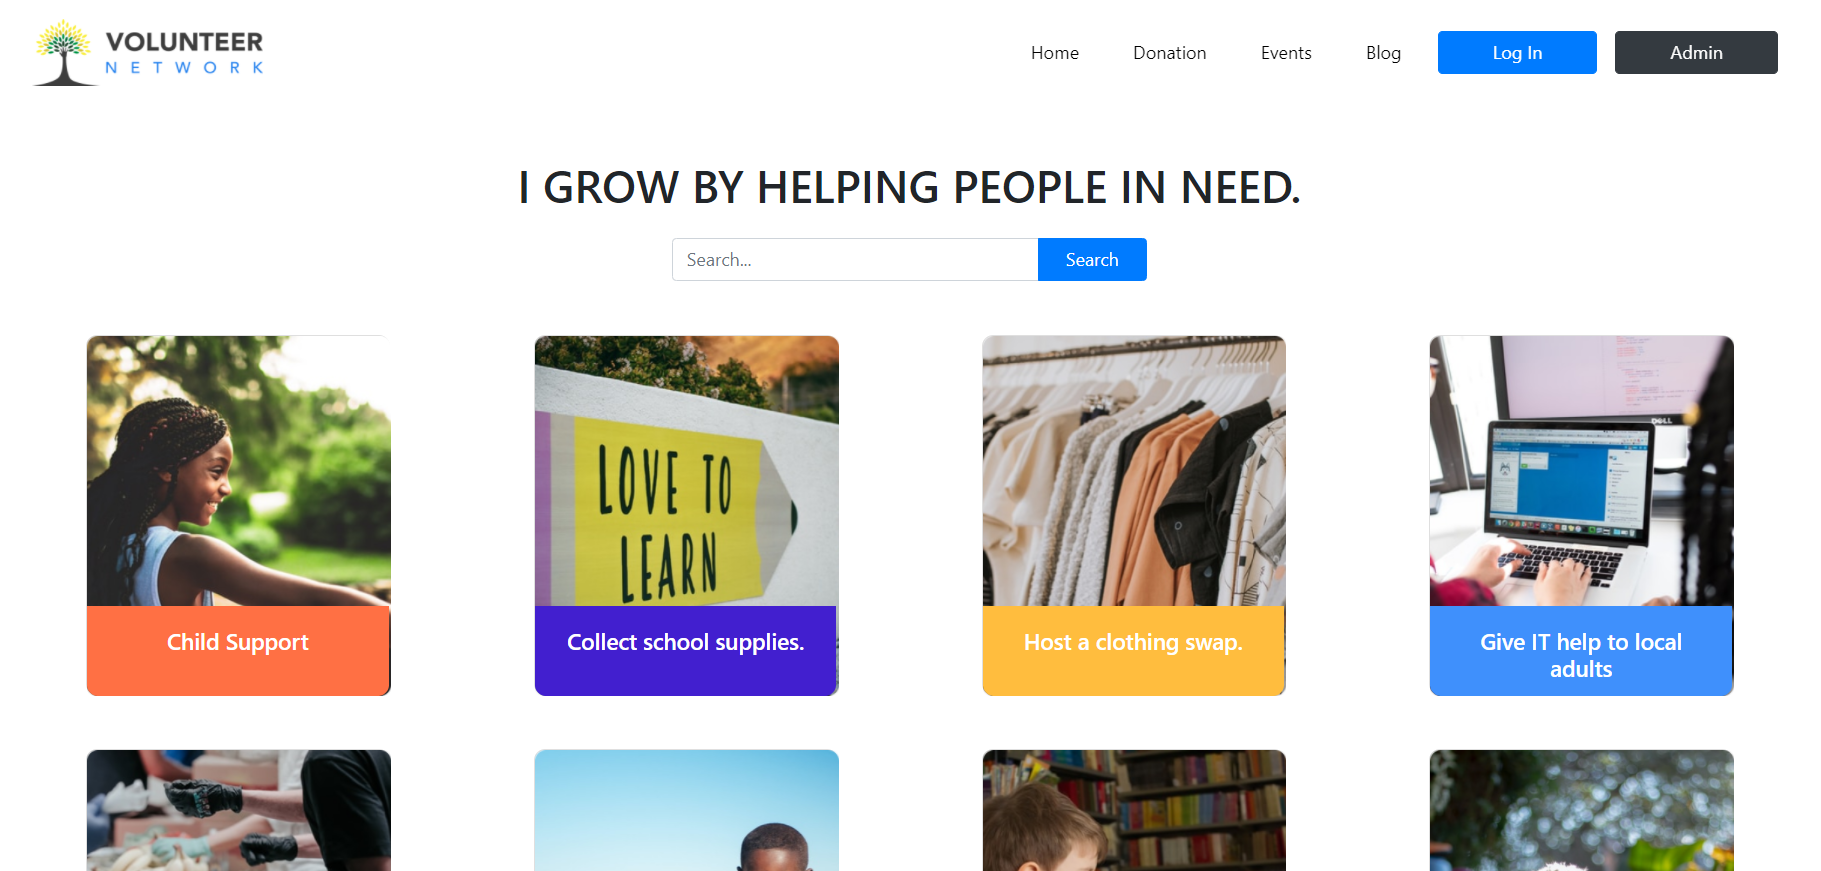 VOLUNTEER
NETWORK
Home
Donation
Events
Blog
Log In
Admin
I GROW BY HELPING PEOPLE IN NEED.
Search...
Search
LOVE TO
LEARN
DELL
Child Support
Collect school supplies.
Host a clothing swap.
Give IT help to local
adults